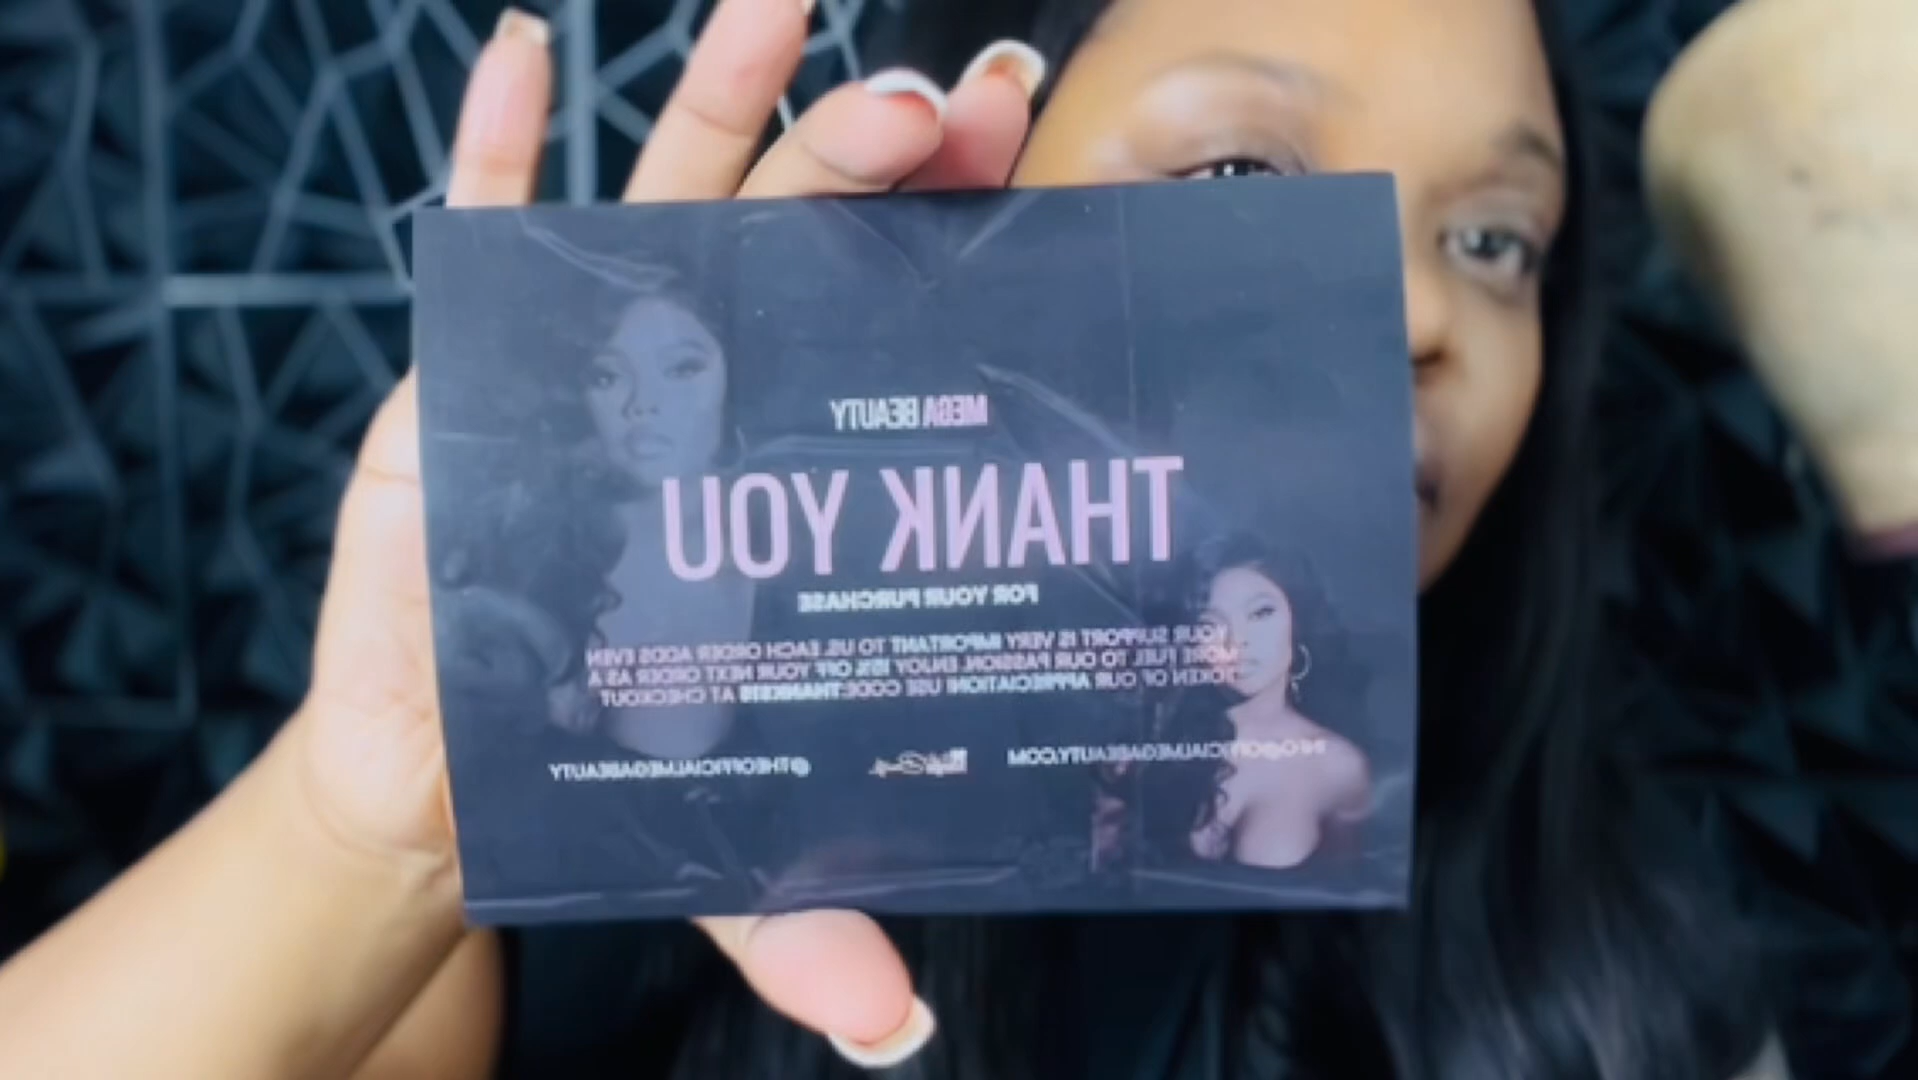 MEGA BEAUTY
THANK YOU
FOR YOUR PURCHASE
YOUR SUPPORT IS VERY IMPORTANT TO US. EACH ORDER ADDS EVEN
MORE FUEL TO OUR PASSION. ENJOY 15% OFF YOUR NEXT ORDER AS A
TOKEN OF OUR APPRECIATION! USE CODE: THANKS15 AT CHECKOUT
INFO@OFFICIALMEGABEAUTY.COM @THEOFFICIALMEGABEAUTY